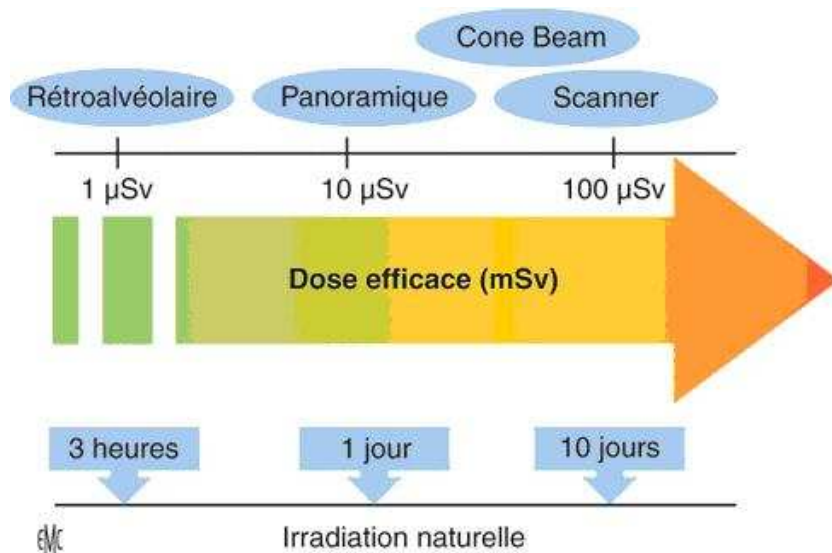 Cone Beam
Rétroalvéolaire Panoramique Scanner
1 µSv 10 µSv 100 µSv
Dose efficace (mSv)
3 heures 1 jour 10 jours
EMC Irradiation naturelle